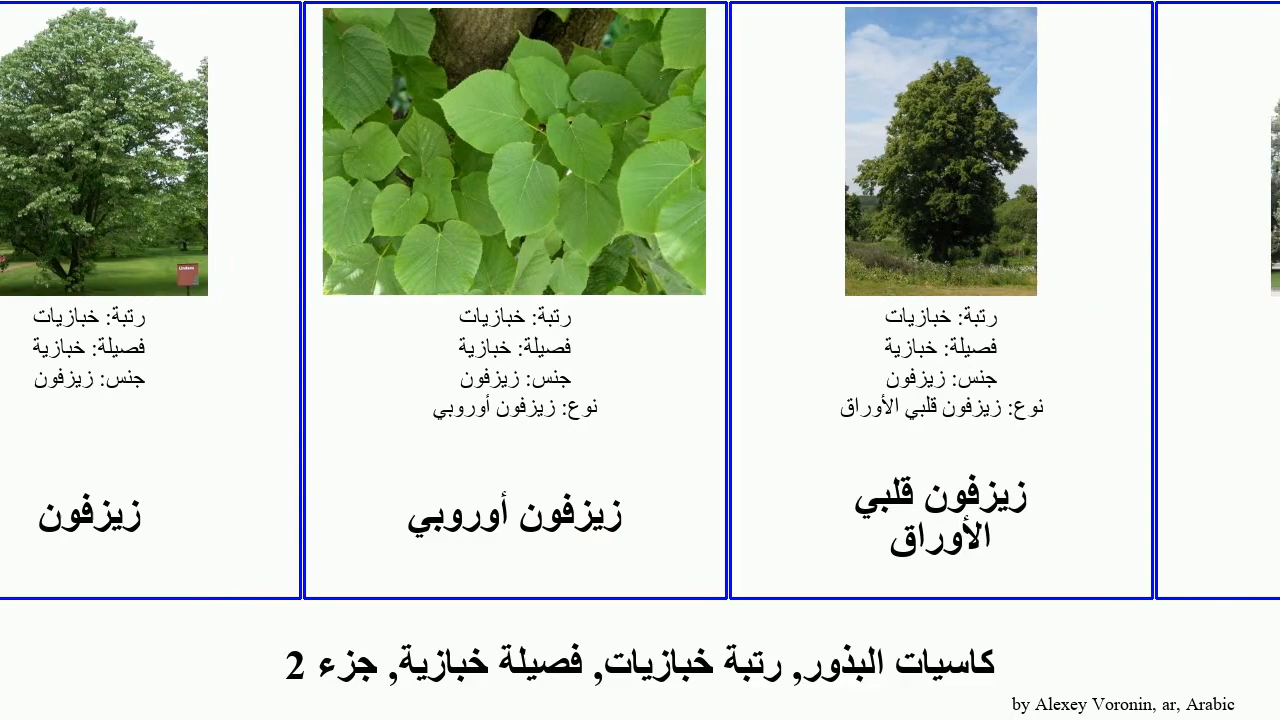 Lindens
رتبة: خبازيات
فصيلة: خبازية
جنس: زيزفون
زيزفون
رتبة: خبازيات
فصيلة: خبازية
جنس: زيزفون
نوع: زيزفون أوروبي
زيزفون أوروبي
رتبة: خبازيات
فصيلة: خبازية
جنس: زيزفون
نوع: زيزفون قلبي الأوراق
زيزفون قلبي
الأوراق
كاسيات البذور, رتبة خبازيات, فصيلة خبازية, جزء 2
by Alexey Voronin, ar, Arabic